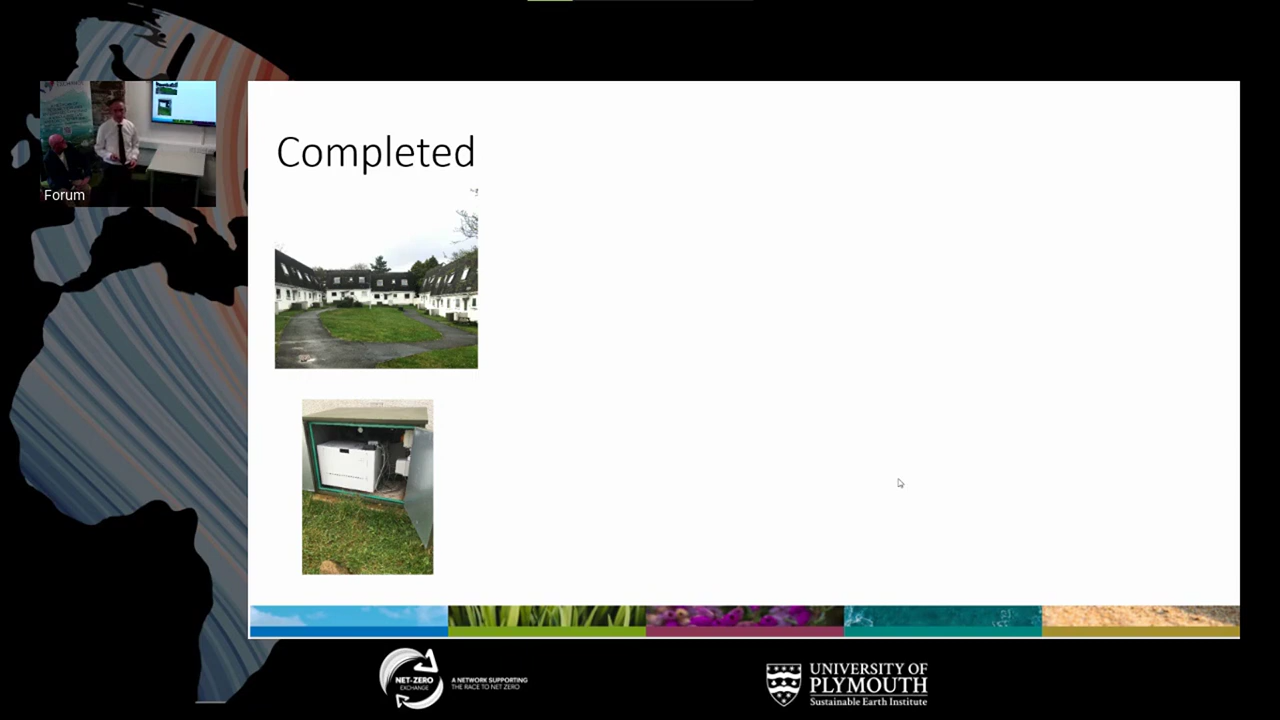 Forum
Completed
NET-ZERO
EXCHANGE
A NETWORK SUPPORTING
THE RACE TO NET ZERO
UNIVERSITY OF
PLYMOUTH
Sustainable Earth Institute